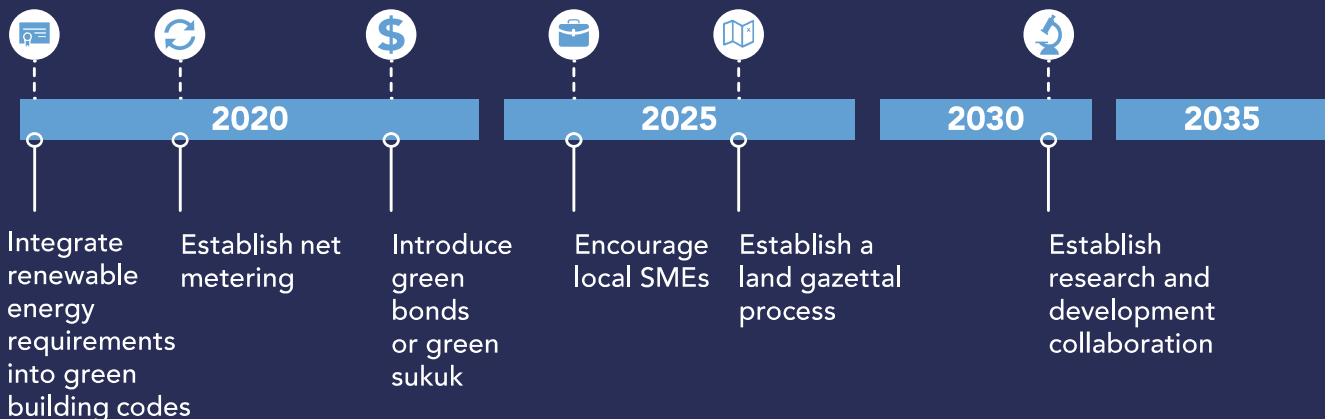 2020
2025
2030
2035
Integrate
renewable
energy
requirements
into green
building codes
Establish net
metering
Introduce
green
bonds
or green
sukuk
Encourage
local SMEs
Establish a
land gazettal
process
Establish
research and
development
collaboration